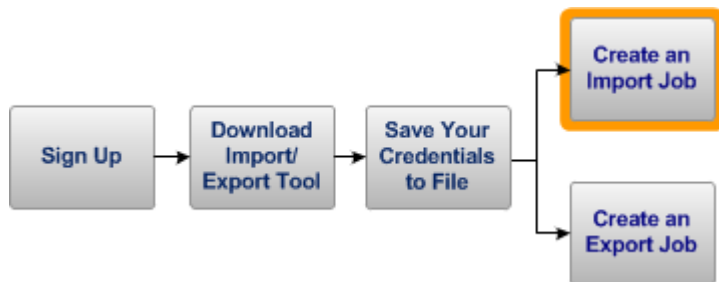 Sign Up
Download
Import/
Export Tool
Save Your
Credentials
to File
Create an
Import Job
Create an
Export Job